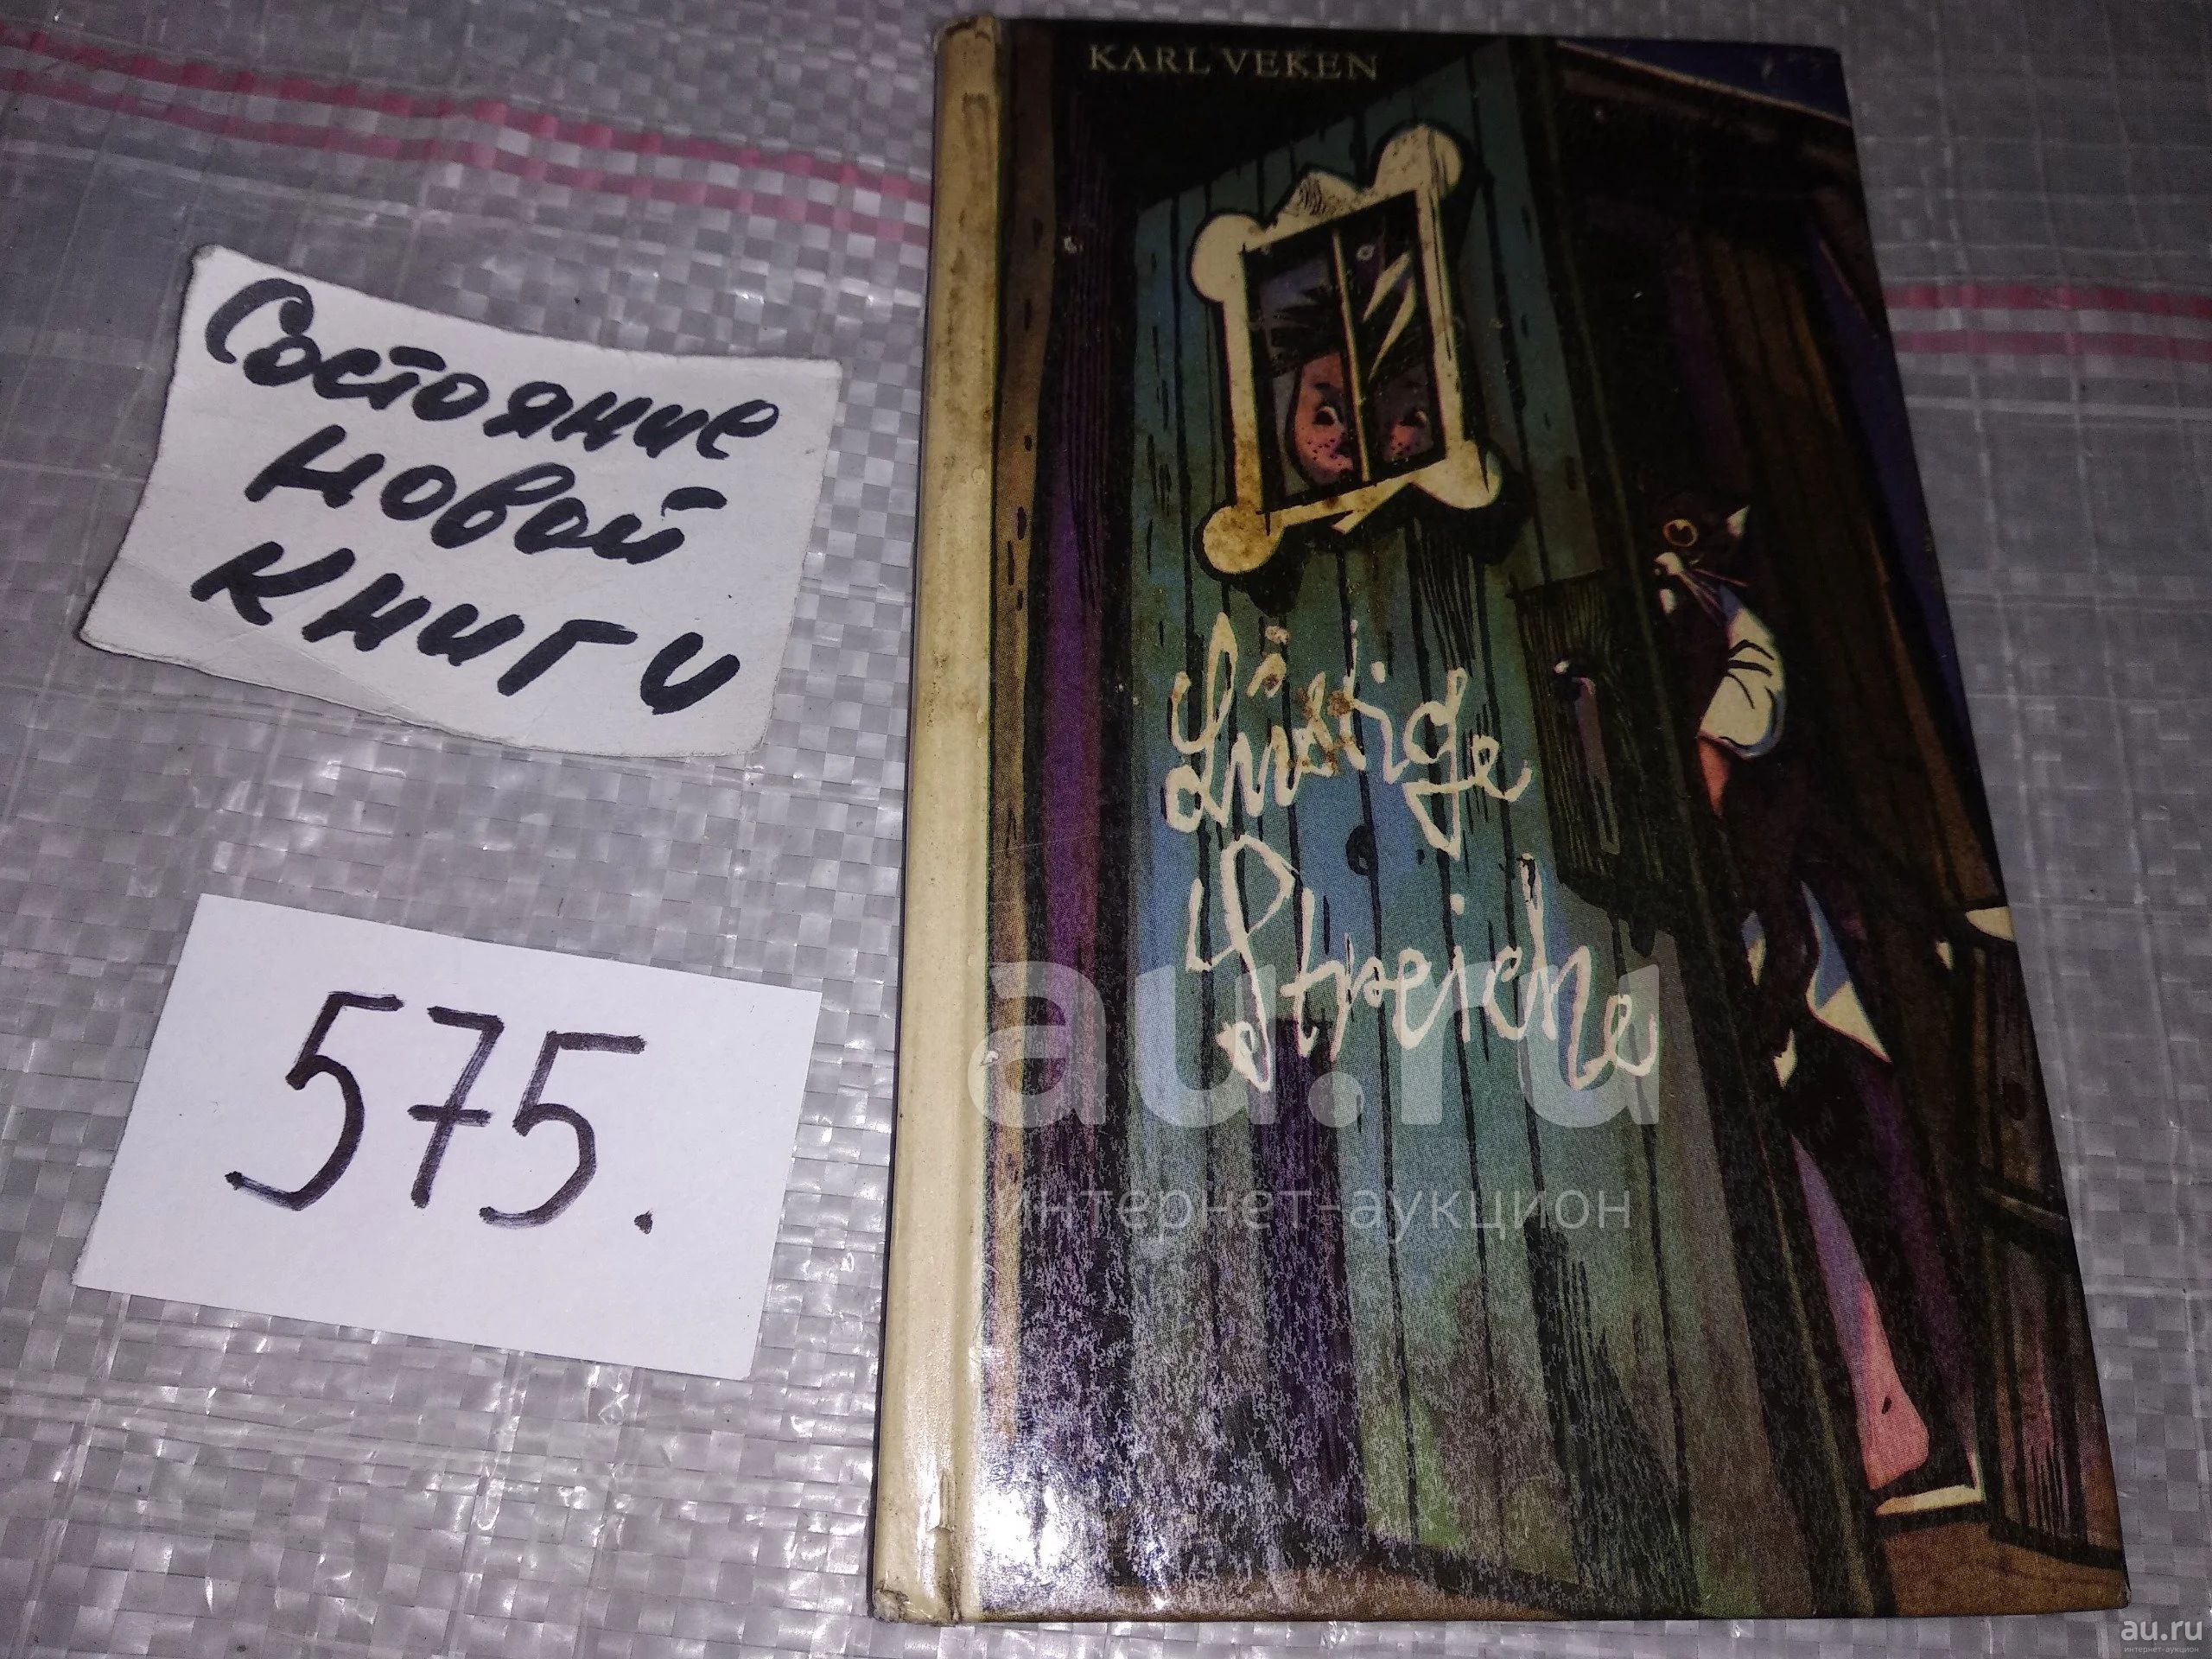 KARL VEKEN
Состояние
новой
книги
Lustige
Streiche
575.
au.ru
интернет-аукцион
au.ru
интернет-аукцион